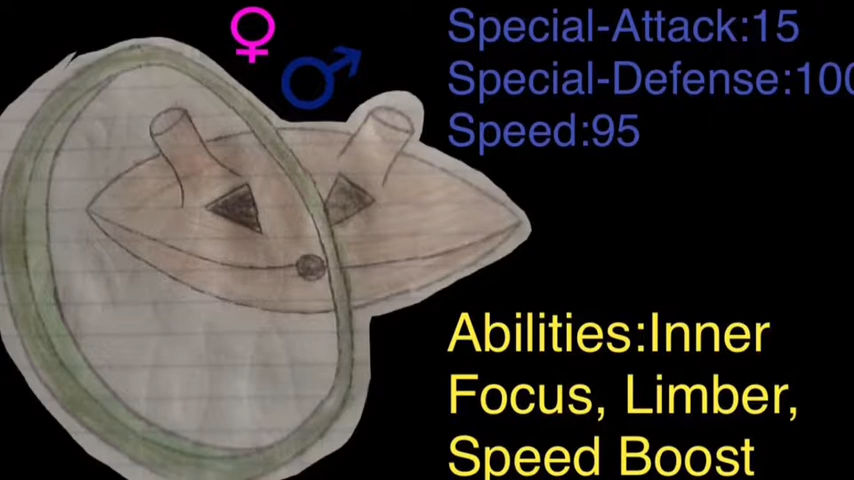 Special-Attack:15
Special-Defense:100
Speed:95
Abilities:Inner
Focus, Limber,
Speed Boost